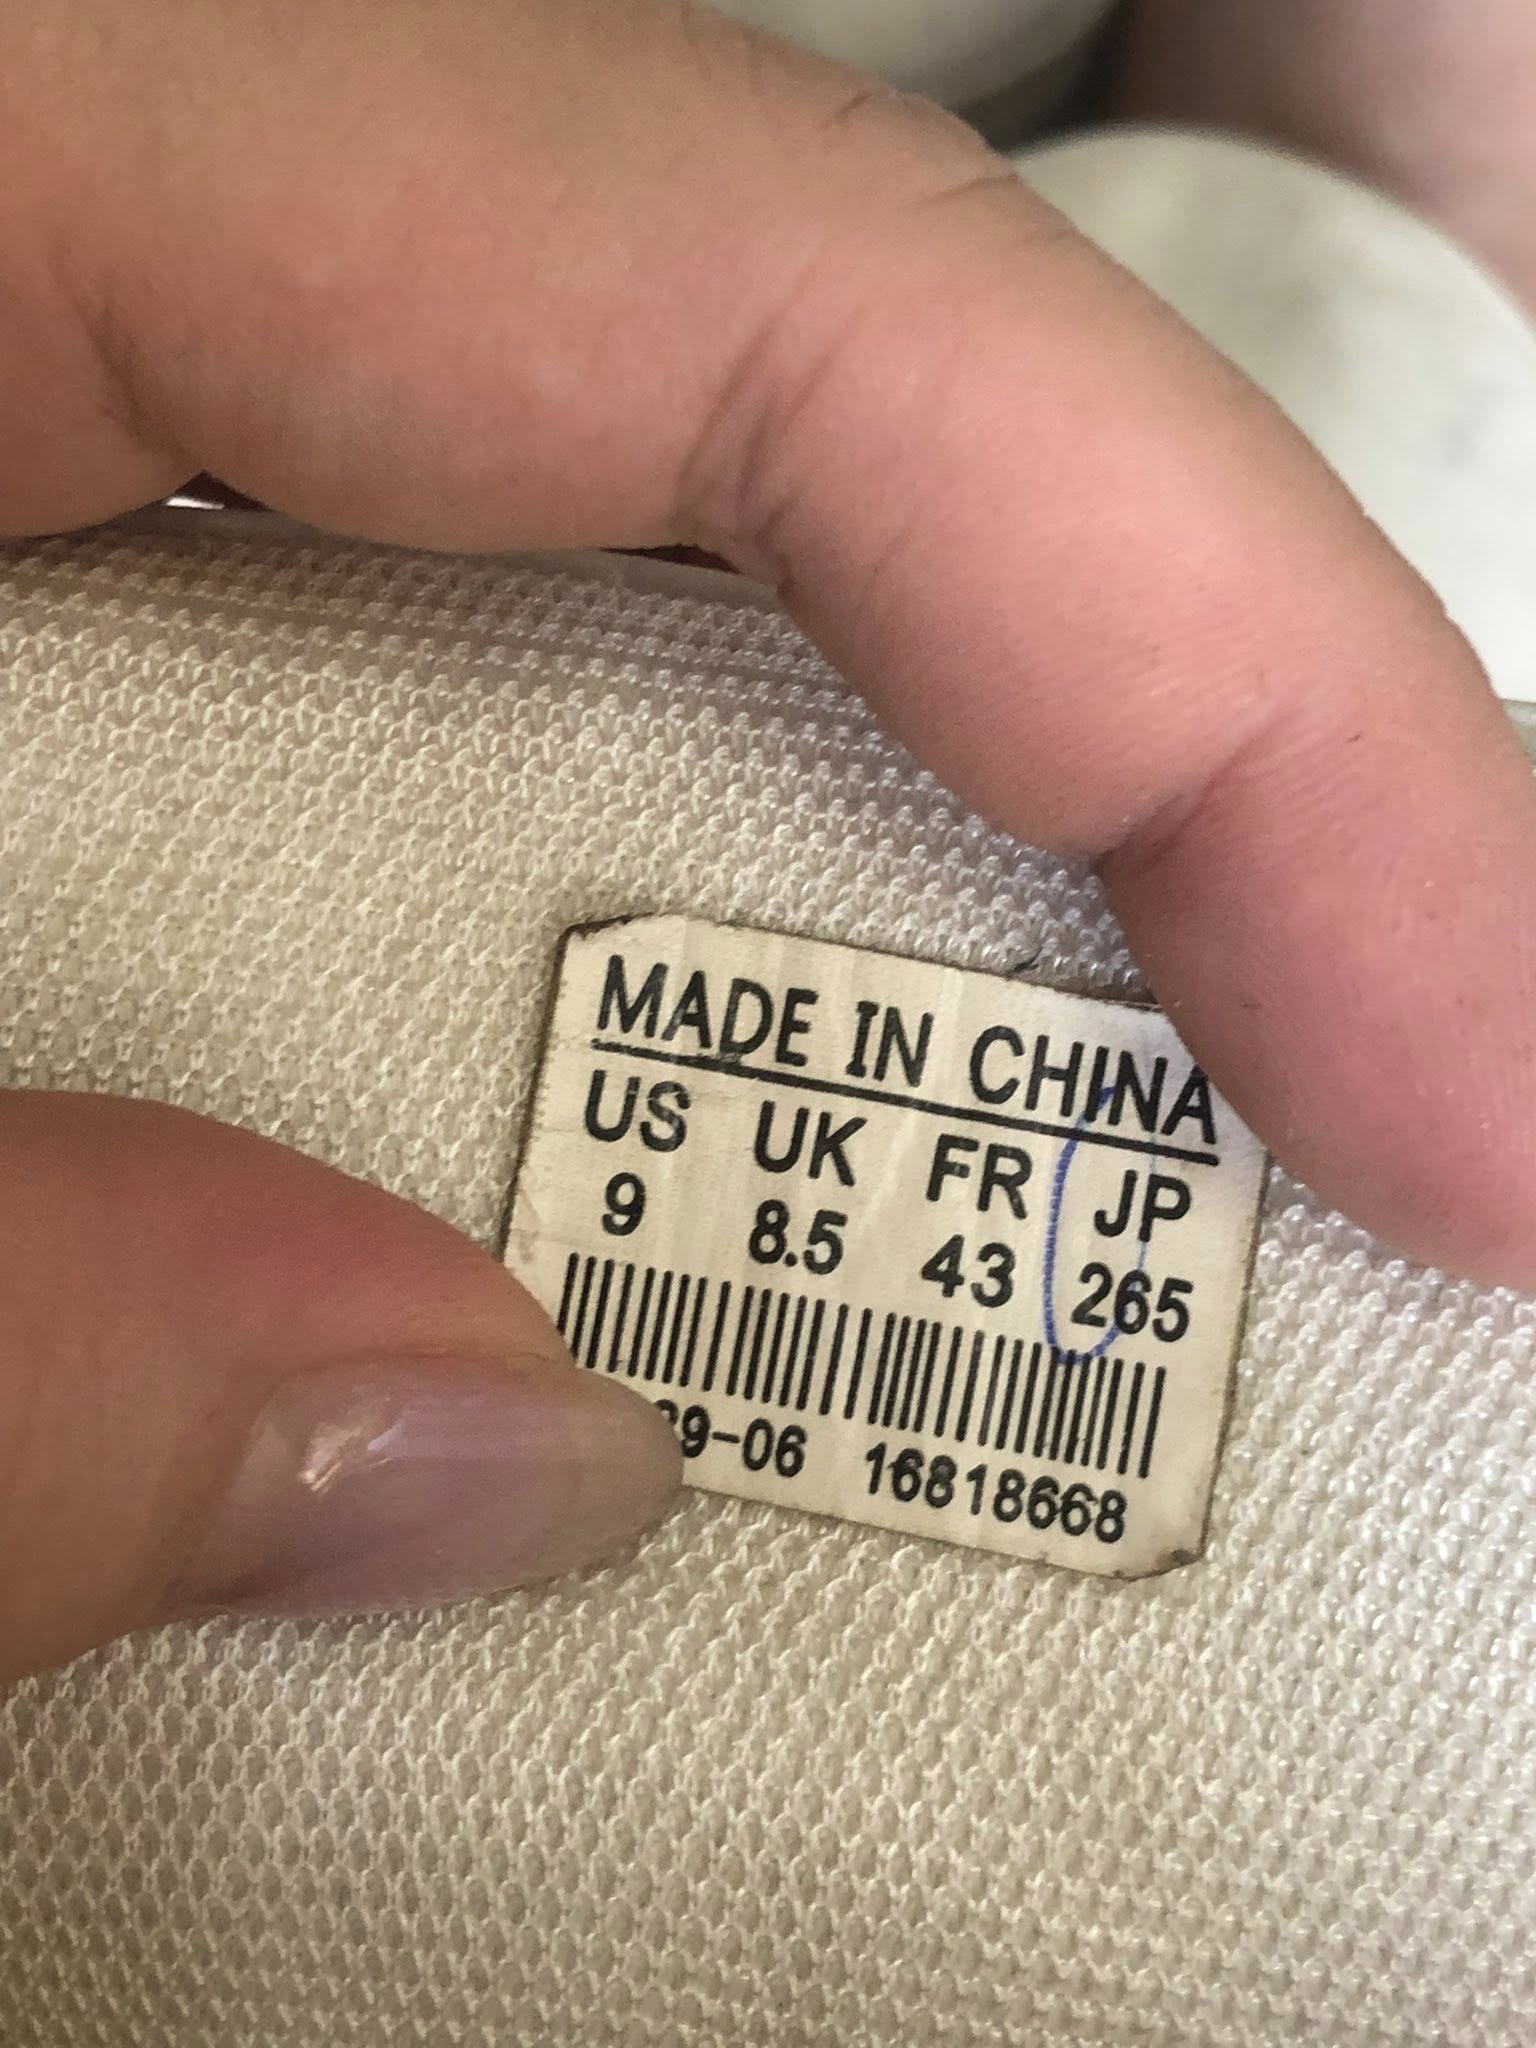 MADE IN CHINA
US UK FR JP
9 8.5 43 265
9-06 16818668